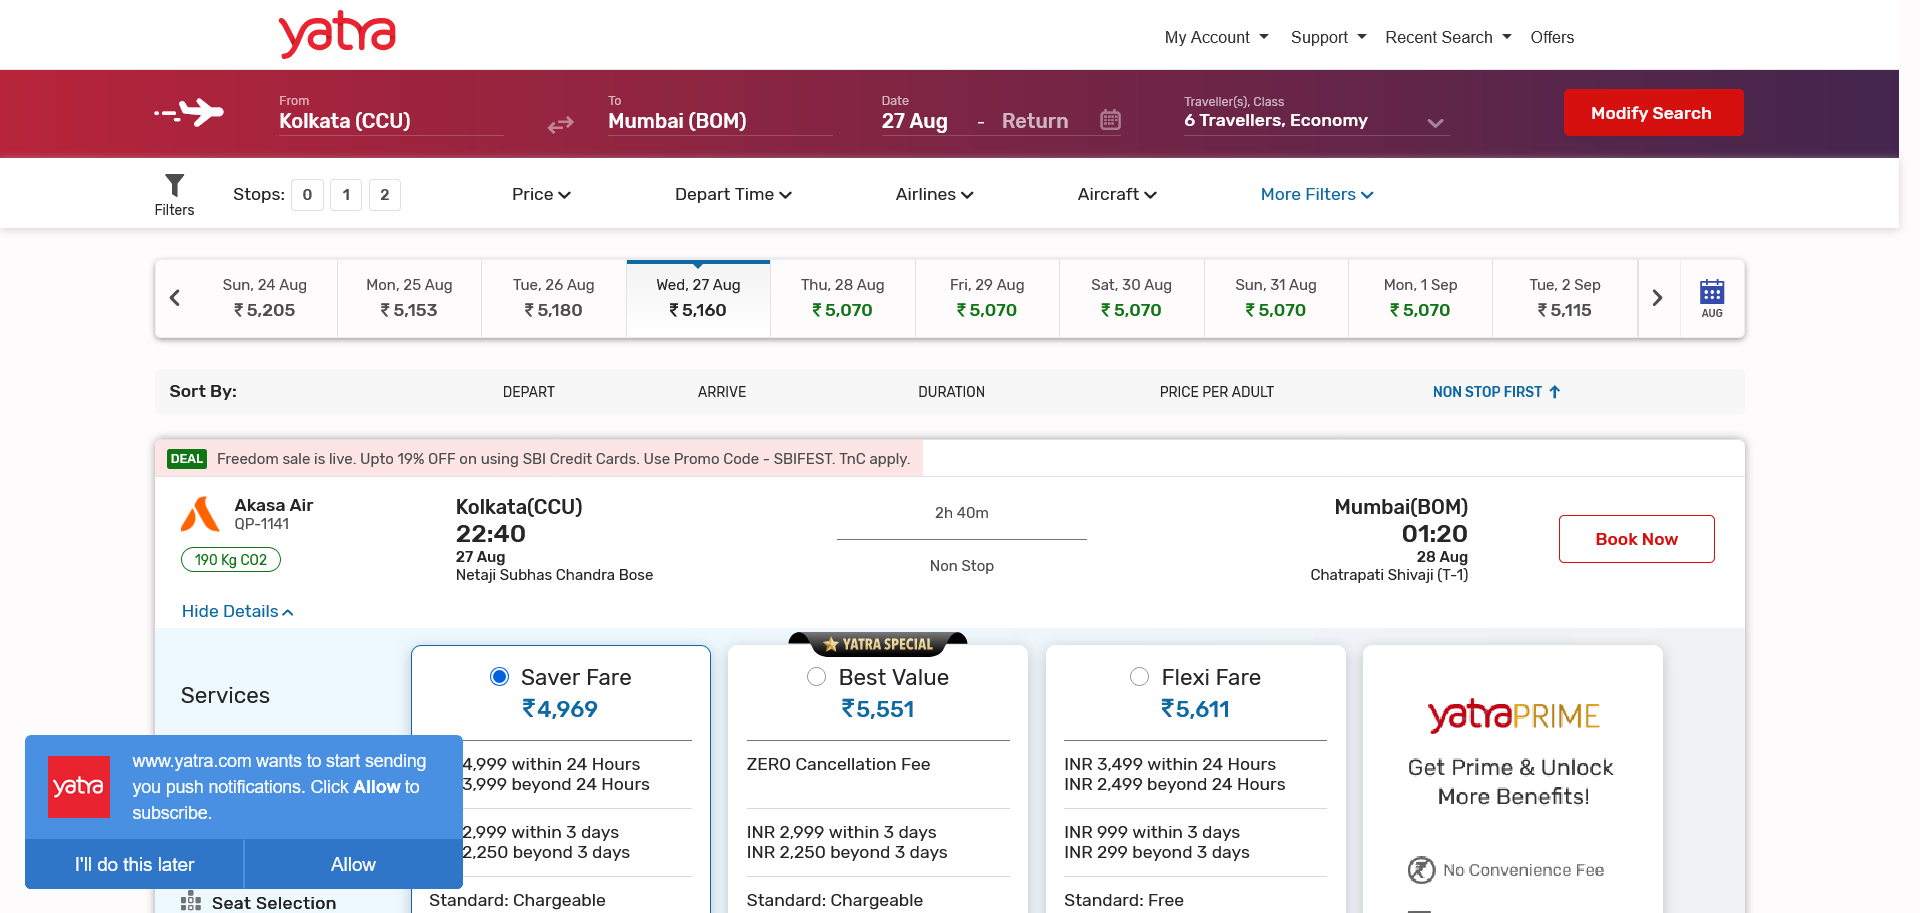 yatra
My Account
Support
Recent Search
Offers
From
Kolkata (CCU)
To
Mumbai (BOM)
Date
27 Aug - Return
Traveller(s), Class
6 Travellers, Economy
Modify Search
Filters
Stops: 0 1 2
Price
Depart Time
Airlines
Aircraft
More Filters
Sun, 24 Aug
₹ 5,205
Mon, 25 Aug
₹ 5,153
Tue, 26 Aug
₹ 5,180
Wed, 27 Aug
₹ 5,160
Thu, 28 Aug
₹ 5,070
Fri, 29 Aug
₹ 5,070
Sat, 30 Aug
₹ 5,070
Sun, 31 Aug
₹ 5,070
Mon, 1 Sep
₹ 5,070
Tue, 2 Sep
₹ 5,115
AUG
Sort By:
DEPART
ARRIVE
DURATION
PRICE PER ADULT
NON STOP FIRST
DEAL Freedom sale is live. Upto 19% OFF on using SBI Credit Cards. Use Promo Code - SBIFEST. TnC apply.
Akasa Air
QP-1141
190 Kg CO2
Kolkata(CCU)
22:40
27 Aug
Netaji Subhas Chandra Bose
2h 40m
Non Stop
Mumbai(BOM)
01:20
28 Aug
Chatrapati Shivaji (T-1)
Book Now
Hide Details
Services
Seat Selection
Saver Fare
₹4,969
4,999 within 24 Hours
3,999 beyond 24 Hours
2,999 within 3 days
2,250 beyond 3 days
Standard: Chargeable
YATRA SPECIAL
Best Value
₹5,551
ZERO Cancellation Fee
INR 2,999 within 3 days
INR 2,250 beyond 3 days
Standard: Chargeable
Flexi Fare
₹5,611
INR 3,499 within 24 Hours
INR 2,499 beyond 24 Hours
INR 999 within 3 days
INR 299 beyond 3 days
Standard: Free
yatra PRIME
Get Prime & Unlock
More Benefits!
No Convenience Fee
yatra
www.yatra.com wants to start sending
you push notifications. Click Allow to
subscribe.
I'll do this later
Allow